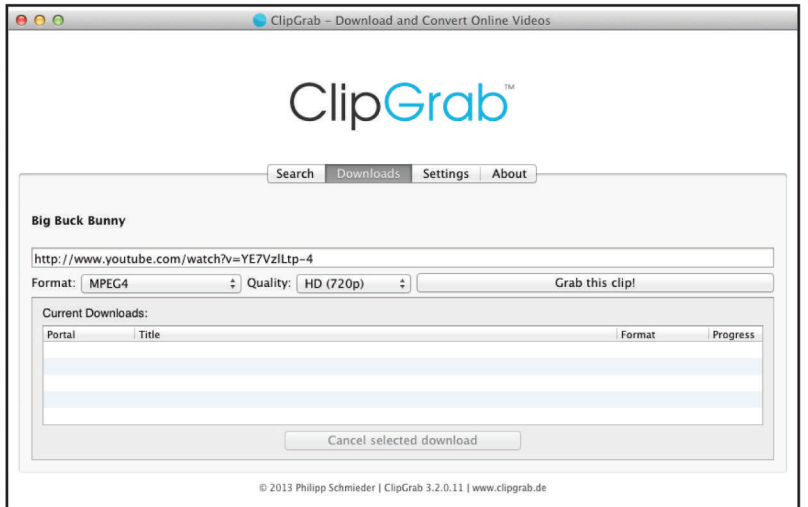 ClipGrab – Download and Convert Online Videos
ClipGrab™
Search Downloads Settings About
Big Buck Bunny
http://www.youtube.com/watch?v=YE7VzlLtp-4
Format: MPEG4 Quality: HD (720p) Grab this clip!
Current Downloads:
Portal Title Format Progress
Cancel selected download
© 2013 Philipp Schmieder | ClipGrab 3.2.0.11 | www.clipgrab.de